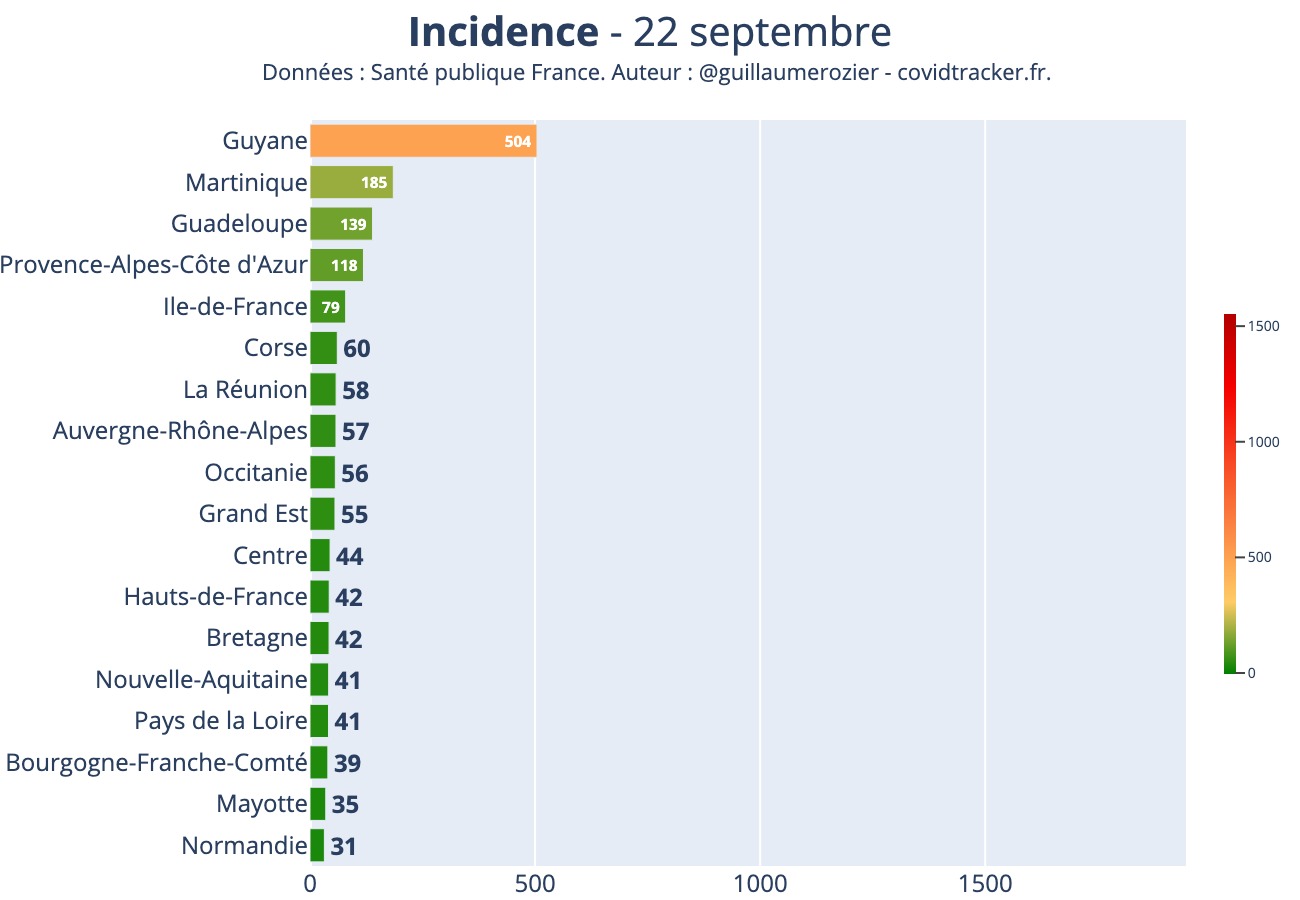 Incidence - 22 septembre
Données : Santé publique France. Auteur : @guillaumerozier - covidtracker.fr.
Guyane 504
Martinique 185
Guadeloupe 139
Provence-Alpes-Côte d'Azur 118
Ile-de-France 79
Corse 60
La Réunion 58
Auvergne-Rhône-Alpes 57
Occitanie 56
Grand Est 55
Centre 44
Hauts-de-France 42
Bretagne 42
Nouvelle-Aquitaine 41
Pays de la Loire 41
Bourgogne-Franche-Comté 39
Mayotte 35
Normandie 31
0 500 1000 1500
1500
1000
500
0